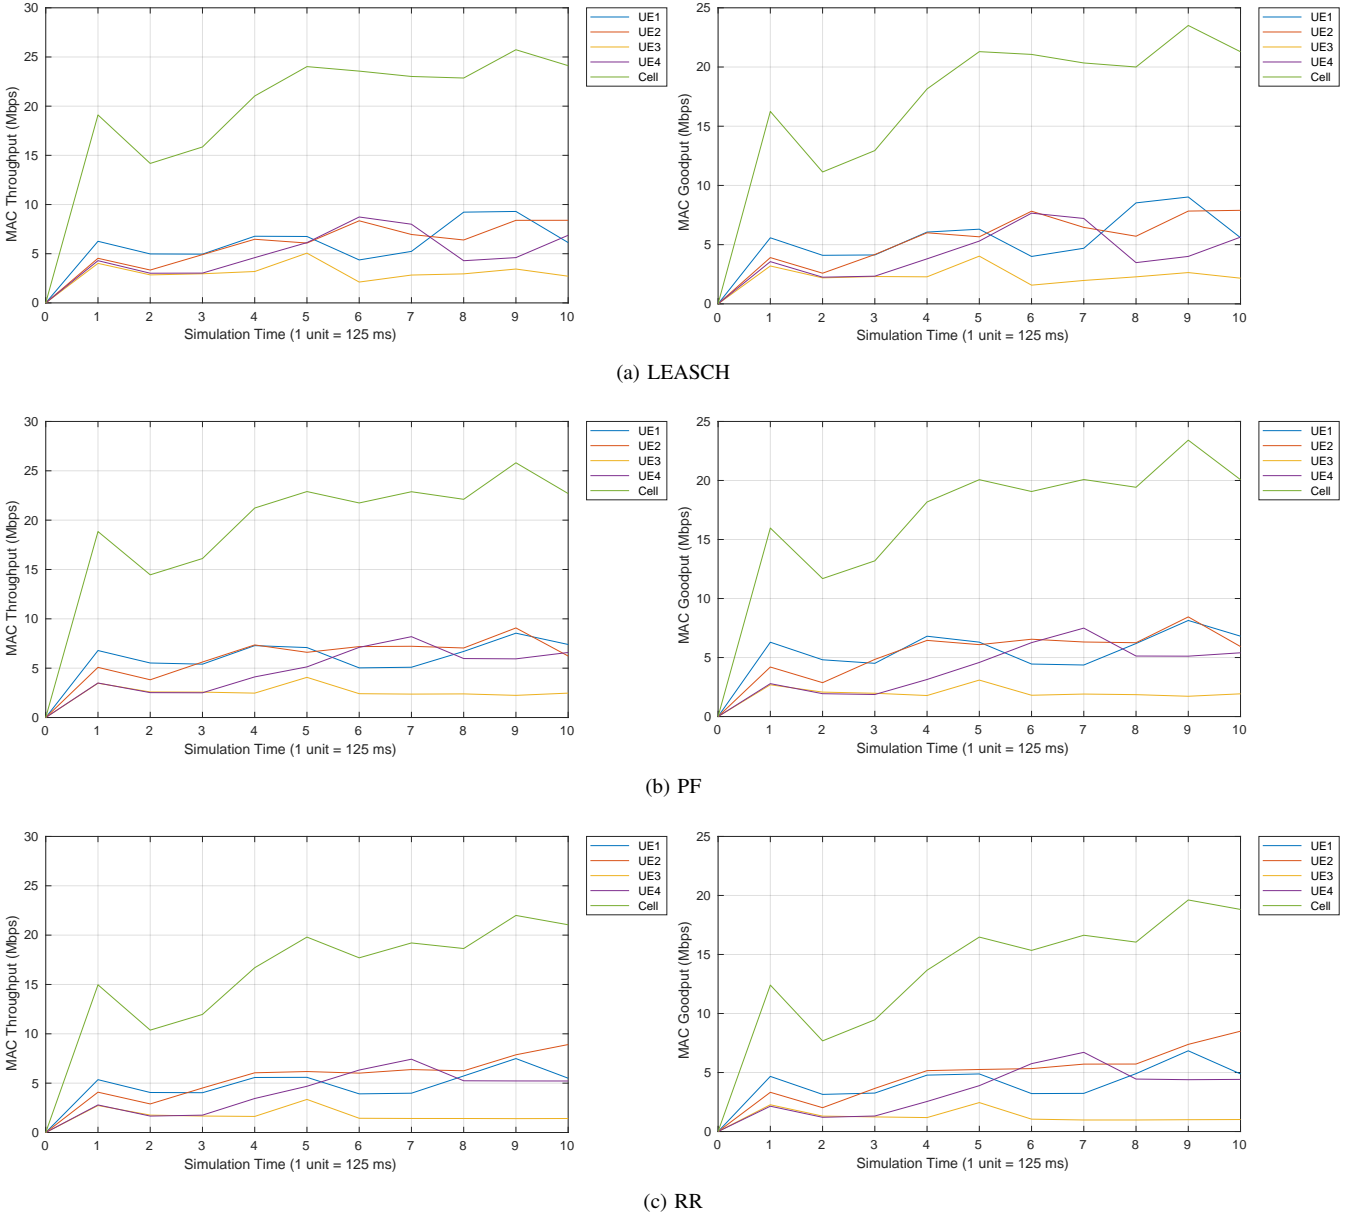 MAC Throughput (Mbps)
30
25
20
15
10
5
0
0 1 2 3 4 5 6 7 8 9 10
Simulation Time (1 unit = 125 ms)
UE1
UE2
UE3
UE4
Cell
MAC Goodput (Mbps)
25
20
15
10
5
0
0 1 2 3 4 5 6 7 8 9 10
Simulation Time (1 unit = 125 ms)
UE1
UE2
UE3
UE4
Cell
(a) LEASCH
MAC Throughput (Mbps)
30
25
20
15
10
5
0
0 1 2 3 4 5 6 7 8 9 10
Simulation Time (1 unit = 125 ms)
UE1
UE2
UE3
UE4
Cell
MAC Goodput (Mbps)
25
20
15
10
5
0
0 1 2 3 4 5 6 7 8 9 10
Simulation Time (1 unit = 125 ms)
UE1
UE2
UE3
UE4
Cell
(b) PF
MAC Throughput (Mbps)
30
25
20
15
10
5
0
0 1 2 3 4 5 6 7 8 9 10
Simulation Time (1 unit = 125 ms)
UE1
UE2
UE3
UE4
Cell
MAC Goodput (Mbps)
25
20
15
10
5
0
0 1 2 3 4 5 6 7 8 9 10
Simulation Time (1 unit = 125 ms)
UE1
UE2
UE3
UE4
Cell
(c) RR